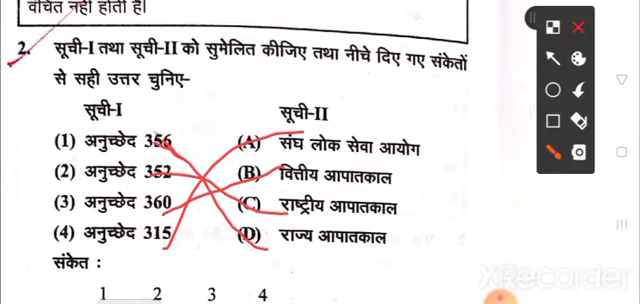 वंचित नहीं होती है।
2. सूची-I तथा सूची-II को सुमेलित कीजिए तथा नीचे दिए गए संकेतों
से सही उत्तर चुनिए-
सूची-I सूची-II
(1) अनुच्छेद 356 (A) संघ लोक सेवा आयोग
(2) अनुच्छेद 352 (B) वित्तीय आपातकाल
(3) अनुच्छेद 360 (C) राष्ट्रीय आपातकाल
(4) अनुच्छेद 315 (D) राज्य आपातकाल
संकेत :
1 2 3 4
XRecorder